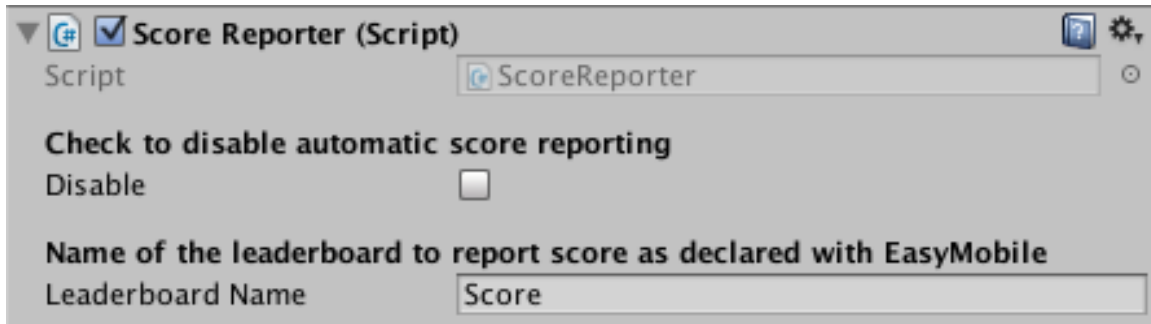 Score Reporter (Script)
Script ScoreReporter
Check to disable automatic score reporting
Disable
Name of the leaderboard to report score as declared with EasyMobile
Leaderboard Name Score